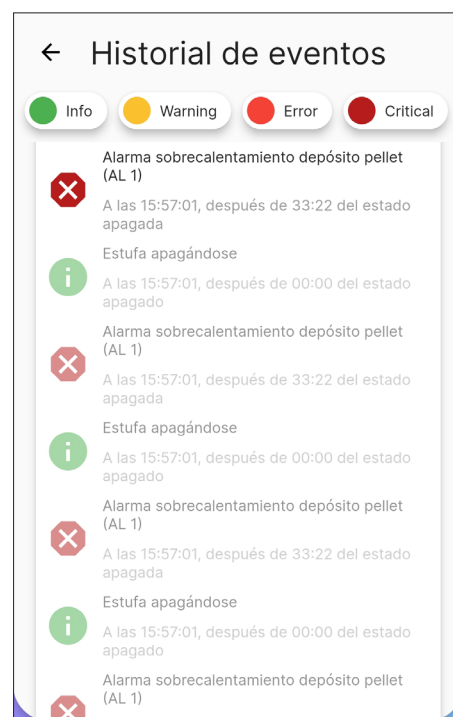 Historial de eventos
Info
Warning
Error
Critical
Alarma sobrecalentamiento depósito pellet
(AL 1)
A las 15:57:01, después de 33:22 del estado
apagada
Estufa apagándose
A las 15:57:01, después de 00:00 del estado
apagado
Alarma sobrecalentamiento depósito pellet
(AL 1)
A las 15:57:01, después de 33:22 del estado
apagada
Estufa apagándose
A las 15:57:01, después de 00:00 del estado
apagado
Alarma sobrecalentamiento depósito pellet
(AL 1)
A las 15:57:01, después de 33:22 del estado
apagada
Estufa apagándose
A las 15:57:01, después de 00:00 del estado
apagado
Alarma sobrecalentamiento depósito pellet
(AL 1)